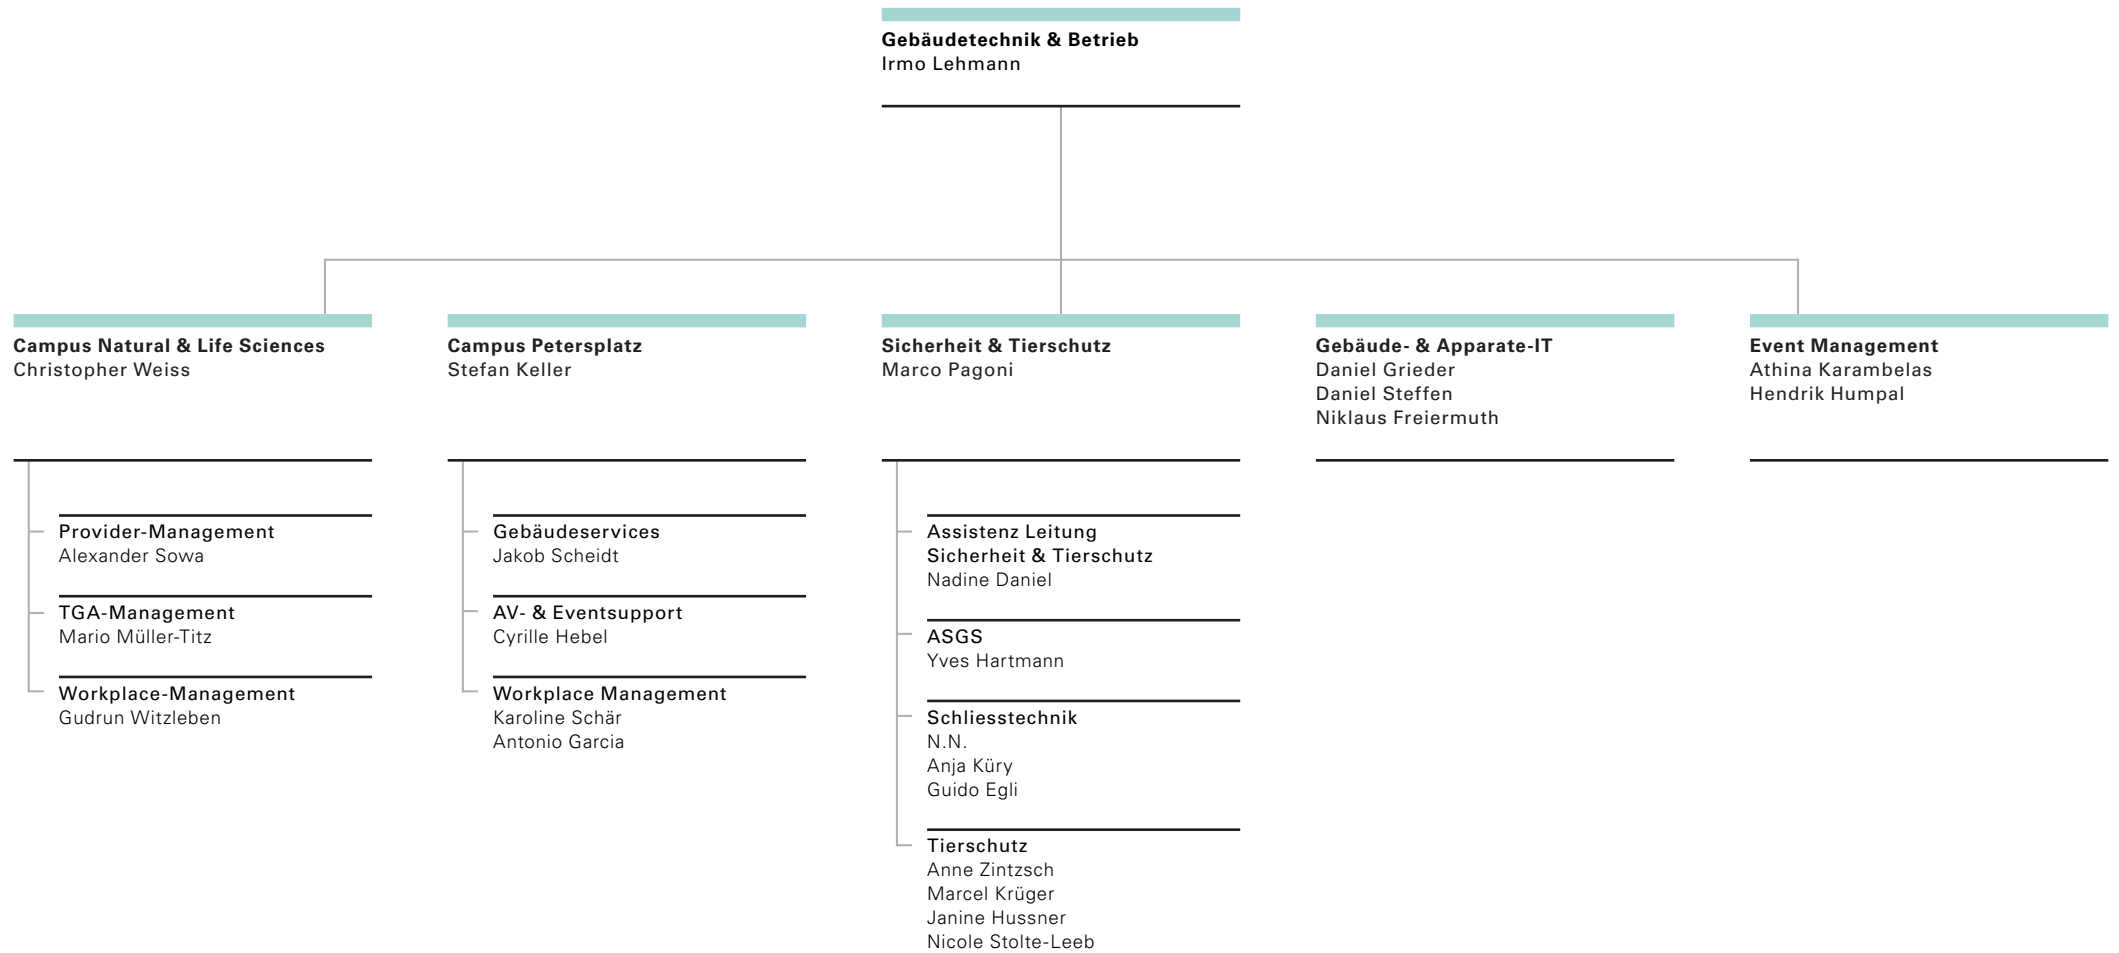 Gebäudetechnik & Betrieb
Irmo Lehmann
Campus Natural & Life Sciences
Christopher Weiss
Provider-Management
Alexander Sowa
TGA-Management
Mario Müller-Titz
Workplace-Management
Gudrun Witzleben
Campus Petersplatz
Stefan Keller
Gebäudeservices
Jakob Scheidt
AV- & Eventsupport
Cyrille Hebel
Workplace Management
Karoline Schär
Antonio Garcia
Sicherheit & Tierschutz
Marco Pagoni
Assistenz Leitung
Sicherheit & Tierschutz
Nadine Daniel
ASGS
Yves Hartmann
Schliesstechnik
N.N.
Anja Küry
Guido Egli
Tierschutz
Anne Zintzsch
Marcel Krüger
Janine Hussner
Nicole Stolte-Leeb
Gebäude- & Apparate-IT
Daniel Grieder
Daniel Steffen
Niklaus Freiermuth
Event Management
Athina Karambelas
Hendrik Humpal